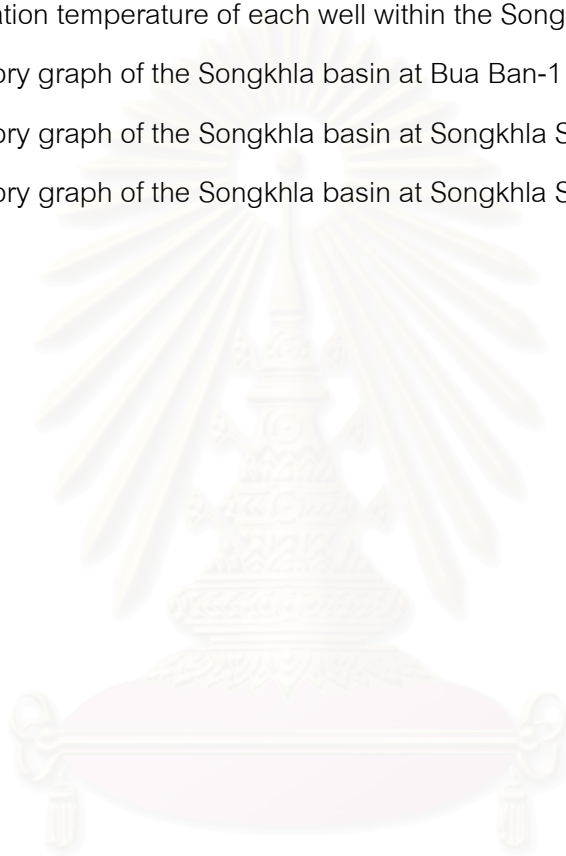 ation temperature of each well within the Song
ory graph of the Songkhla basin at Bua Ban-1
ory graph of the Songkhla basin at Songkhla S
ory graph of the Songkhla basin at Songkhla S